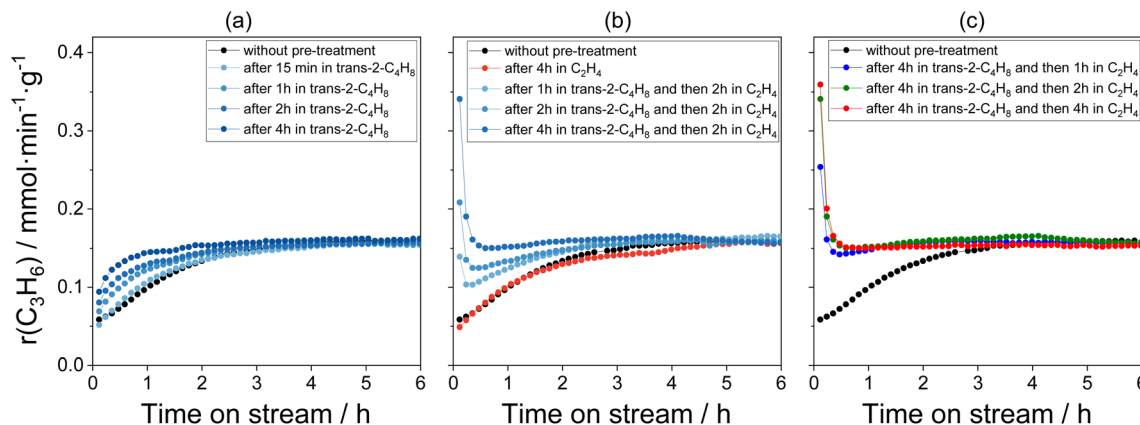 (a)
(b)
(c)
r(C₃H₆) / mmol·min⁻¹·g⁻¹
0.4
0.3
0.2
0.1
0.0
without pre-treatment
after 15 min in trans-2-C₄H₈
after 1h in trans-2-C₄H₈
after 2h in trans-2-C₄H₈
after 4h in trans-2-C₄H₈
0 1 2 3 4 5 6
Time on stream / h
without pre-treatment
after 4h in C₂H₄
after 1h in trans-2-C₄H₈ and then 2h in C₂H₄
after 2h in trans-2-C₄H₈ and then 2h in C₂H₄
after 4h in trans-2-C₄H₈ and then 2h in C₂H₄
0 1 2 3 4 5 6
Time on stream / h
without pre-treatment
after 4h in trans-2-C₄H₈ and then 1h in C₂H₄
after 4h in trans-2-C₄H₈ and then 2h in C₂H₄
after 4h in trans-2-C₄H₈ and then 4h in C₂H₄
0 1 2 3 4 5 6
Time on stream / h